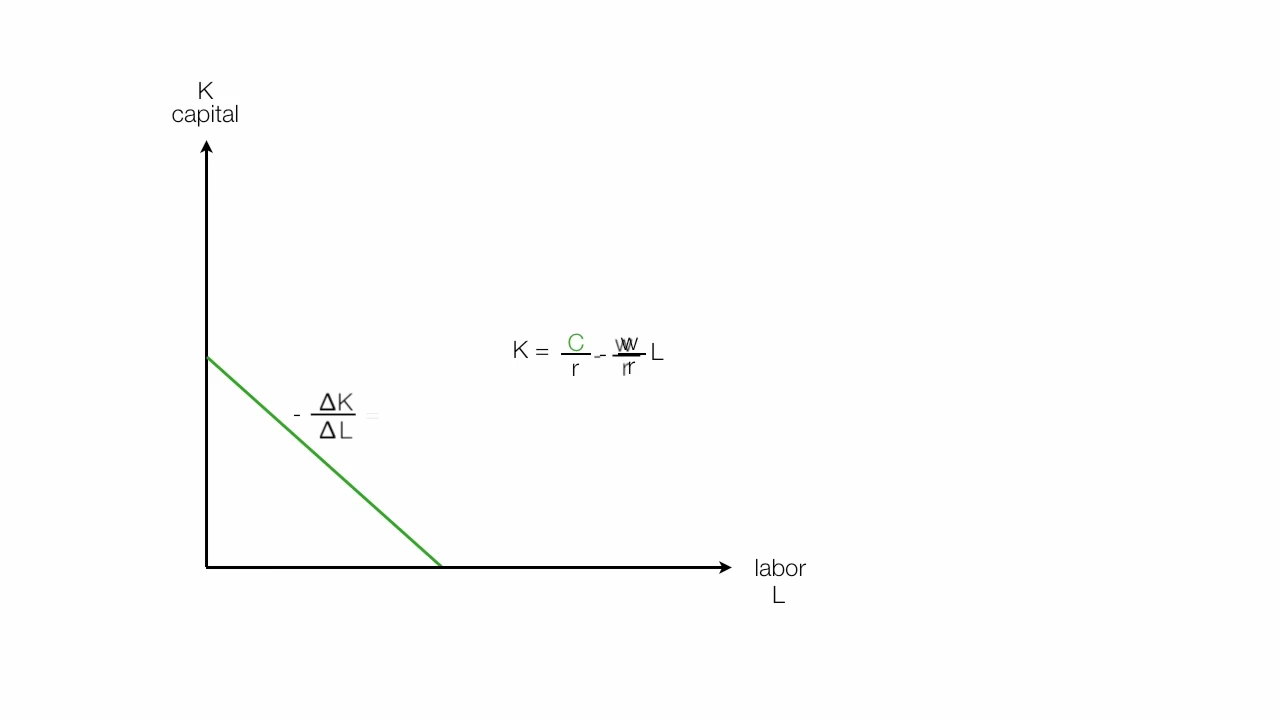 K
capital
K = C/r - w/r L
- ΔK/ΔL =
labor
L